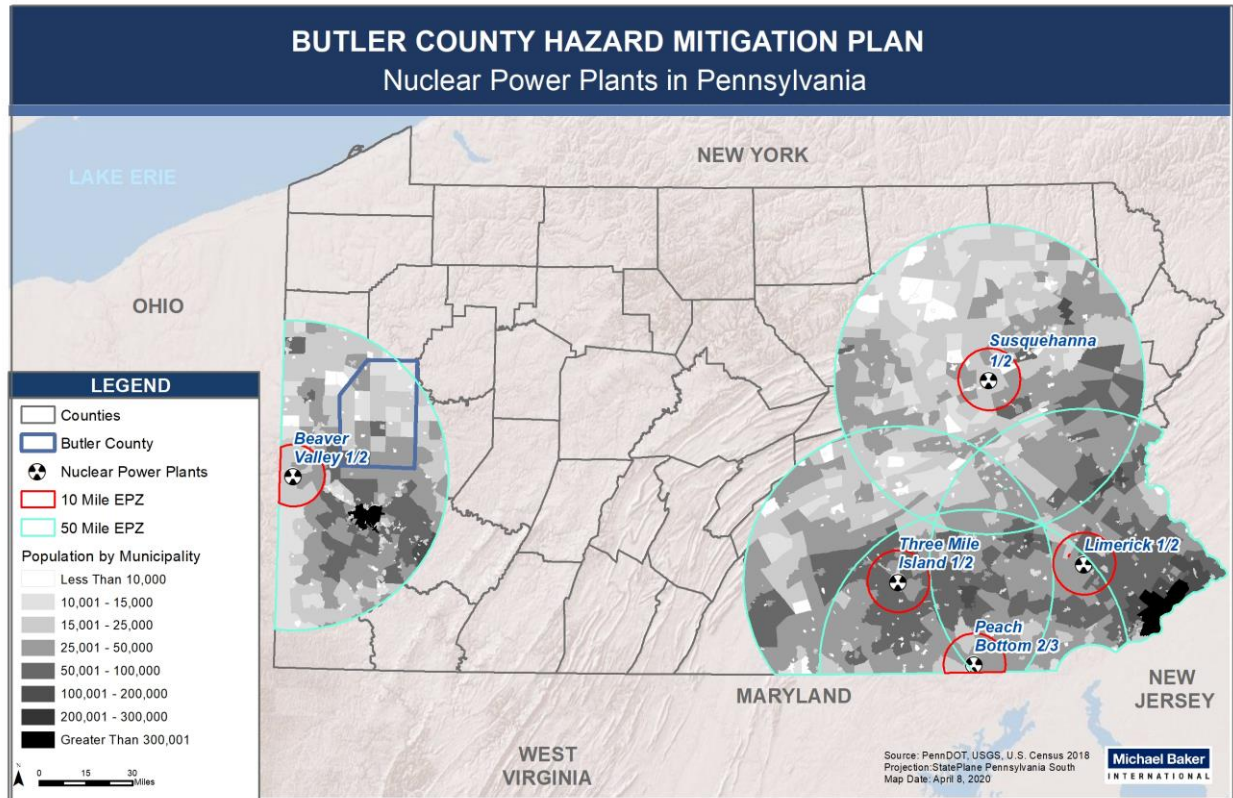 BUTLER COUNTY HAZARD MITIGATION PLAN
Nuclear Power Plants in Pennsylvania
NEW YORK
LAKE ERIE
OHIO
Susquehanna
1/2
LEGEND
Counties
Butler County
Nuclear Power Plants
10 Mile EPZ
50 Mile EPZ
Population by Municipality
Less Than 10,000
10,001 - 15,000
15,001 - 25,000
25,001 - 50,000
50,001 - 100,000
100,001 - 200,000
200,001 - 300,000
Greater Than 300,001
N
0 15 30
Miles
Beaver
Valley 1/2
Three Mile
Island 1/2
Limerick 1/2
Peach
Bottom 2/3
MARYLAND
NEW
JERSEY
WEST
VIRGINIA
Source: PennDOT, USGS, U.S. Census 2018
Projection:StatePlane Pennsylvania South
Map Date: April 8, 2020
Michael Baker
INTERNATIONAL